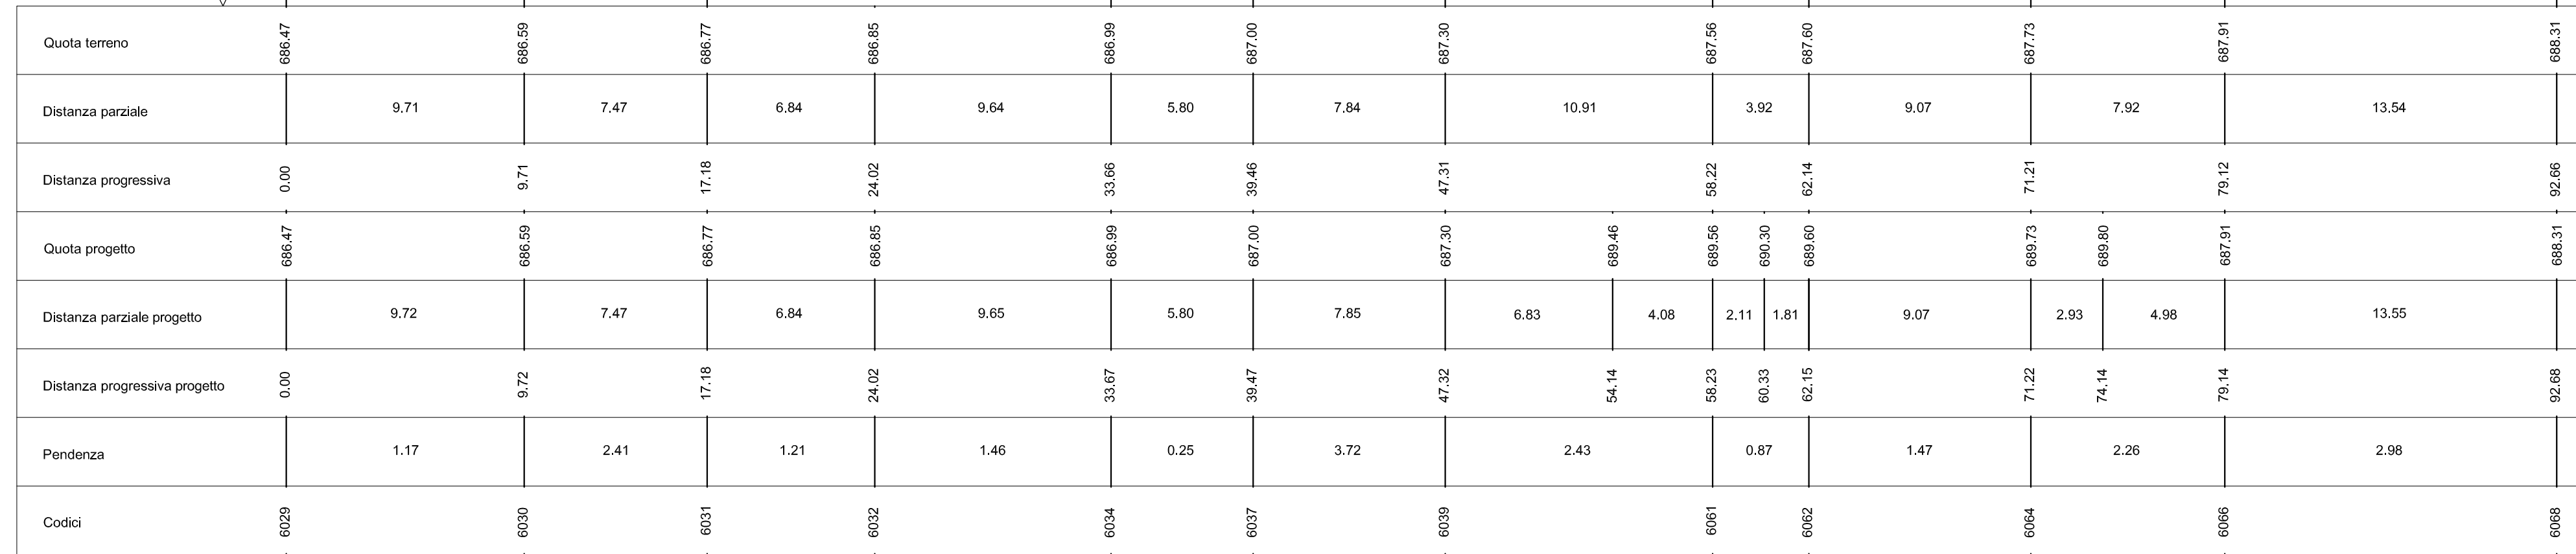 Quota terreno 686.47 686.59 686.77 686.85 686.99 687.00 687.30 687.56 687.60 687.73 687.91 688.31
Distanza parziale 9.71 7.47 6.84 9.64 5.80 7.84 10.91 3.92 9.07 7.92 13.54
Distanza progressiva 0.00 9.71 17.18 24.02 33.66 39.46 47.31 58.22 62.14 71.21 79.12 92.66
Quota progetto 686.47 686.59 686.77 686.85 686.99 687.00 687.30 689.46 689.56 690.30 689.60 689.73 689.80 687.91 688.31
Distanza parziale progetto 9.72 7.47 6.84 9.65 5.80 7.85 6.83 4.08 2.11 1.81 9.07 2.93 4.98 13.55
Distanza progressiva progetto 0.00 9.72 17.18 24.02 33.67 39.47 47.32 54.14 58.23 60.33 62.15 71.22 74.14 79.14 92.68
Pendenza 1.17 2.41 1.21 1.46 0.25 3.72 2.43 0.87 1.47 2.26 2.98
Codici 6029 6030 6031 6032 6034 6037 6039 6061 6062 6064 6066 6068